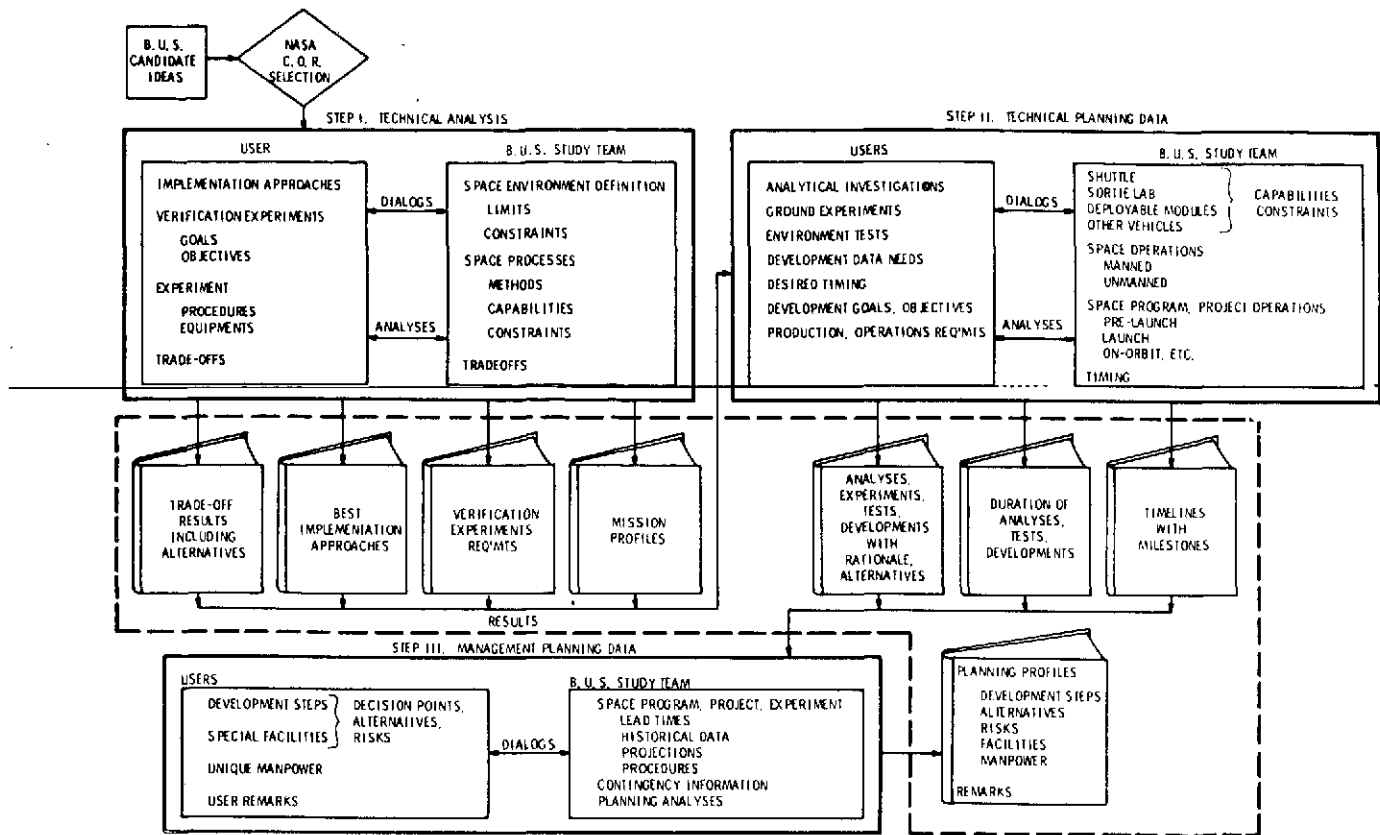 B. U. S.
CANDIDATE
IDEAS
NASA
C. O. R.
SELECTION
STEP I. TECHNICAL ANALYSIS
USER
IMPLEMENTATION APPROACHES
VERIFICATION EXPERIMENTS
GOALS
OBJECTIVES
EXPERIMENT
PROCEDURES
EQUIPMENTS
TRADE-OFFS
DIALOGS
ANALYSES
B. U. S. STUDY TEAM
SPACE ENVIRONMENT DEFINITION
LIMITS
CONSTRAINTS
SPACE PROCESSES
METHODS
CAPABILITIES
CONSTRAINTS
TRADEOFFS
STEP II. TECHNICAL PLANNING DATA
USERS
ANALYTICAL INVESTIGATIONS
GROUND EXPERIMENTS
ENVIRONMENT TESTS
DEVELOPMENT DATA NEEDS
DESIRED TIMING
DEVELOPMENT GOALS, OBJECTIVES
PRODUCTION, OPERATIONS REQ'MTS
DIALOGS
ANALYSES
B. U. S. STUDY TEAM
SHUTTLE
SORTIE LAB
DEPLOYABLE MODULES
OTHER VEHICLES
CAPABILITIES
CONSTRAINTS
SPACE OPERATIONS
MANNED
UNMANNED
SPACE PROGRAM, PROJECT OPERATIONS
PRE-LAUNCH
LAUNCH
ON-ORBIT, ETC.
TIMING
TRADE-OFF
RESULTS
INCLUDING
ALTERNATIVES
BEST
IMPLEMENTATION
APPROACHES
VERIFICATION
EXPERIMENTS
REQ'MTS
MISSION
PROFILES
ANALYSES,
EXPERIMENTS,
TESTS,
DEVELOPMENTS
WITH
RATIONALE,
ALTERNATIVES
DURATION OF
ANALYSES,
TESTS,
DEVELOPMENTS
TIMELINES
WITH
MILESTONES
RESULTS
STEP III. MANAGEMENT PLANNING DATA
USERS
DEVELOPMENT STEPS
SPECIAL FACILITIES
DECISION POINTS,
ALTERNATIVES,
RISKS
UNIQUE MANPOWER
USER REMARKS
DIALOGS
B. U. S. STUDY TEAM
SPACE PROGRAM, PROJECT, EXPERIMENT
LEAD TIMES
HISTORICAL DATA
PROJECTIONS
PROCEDURES
CONTINGENCY INFORMATION
PLANNING ANALYSES
PLANNING PROFILES
DEVELOPMENT STEPS
ALTERNATIVES
RISKS
FACILITIES
MANPOWER
REMARKS